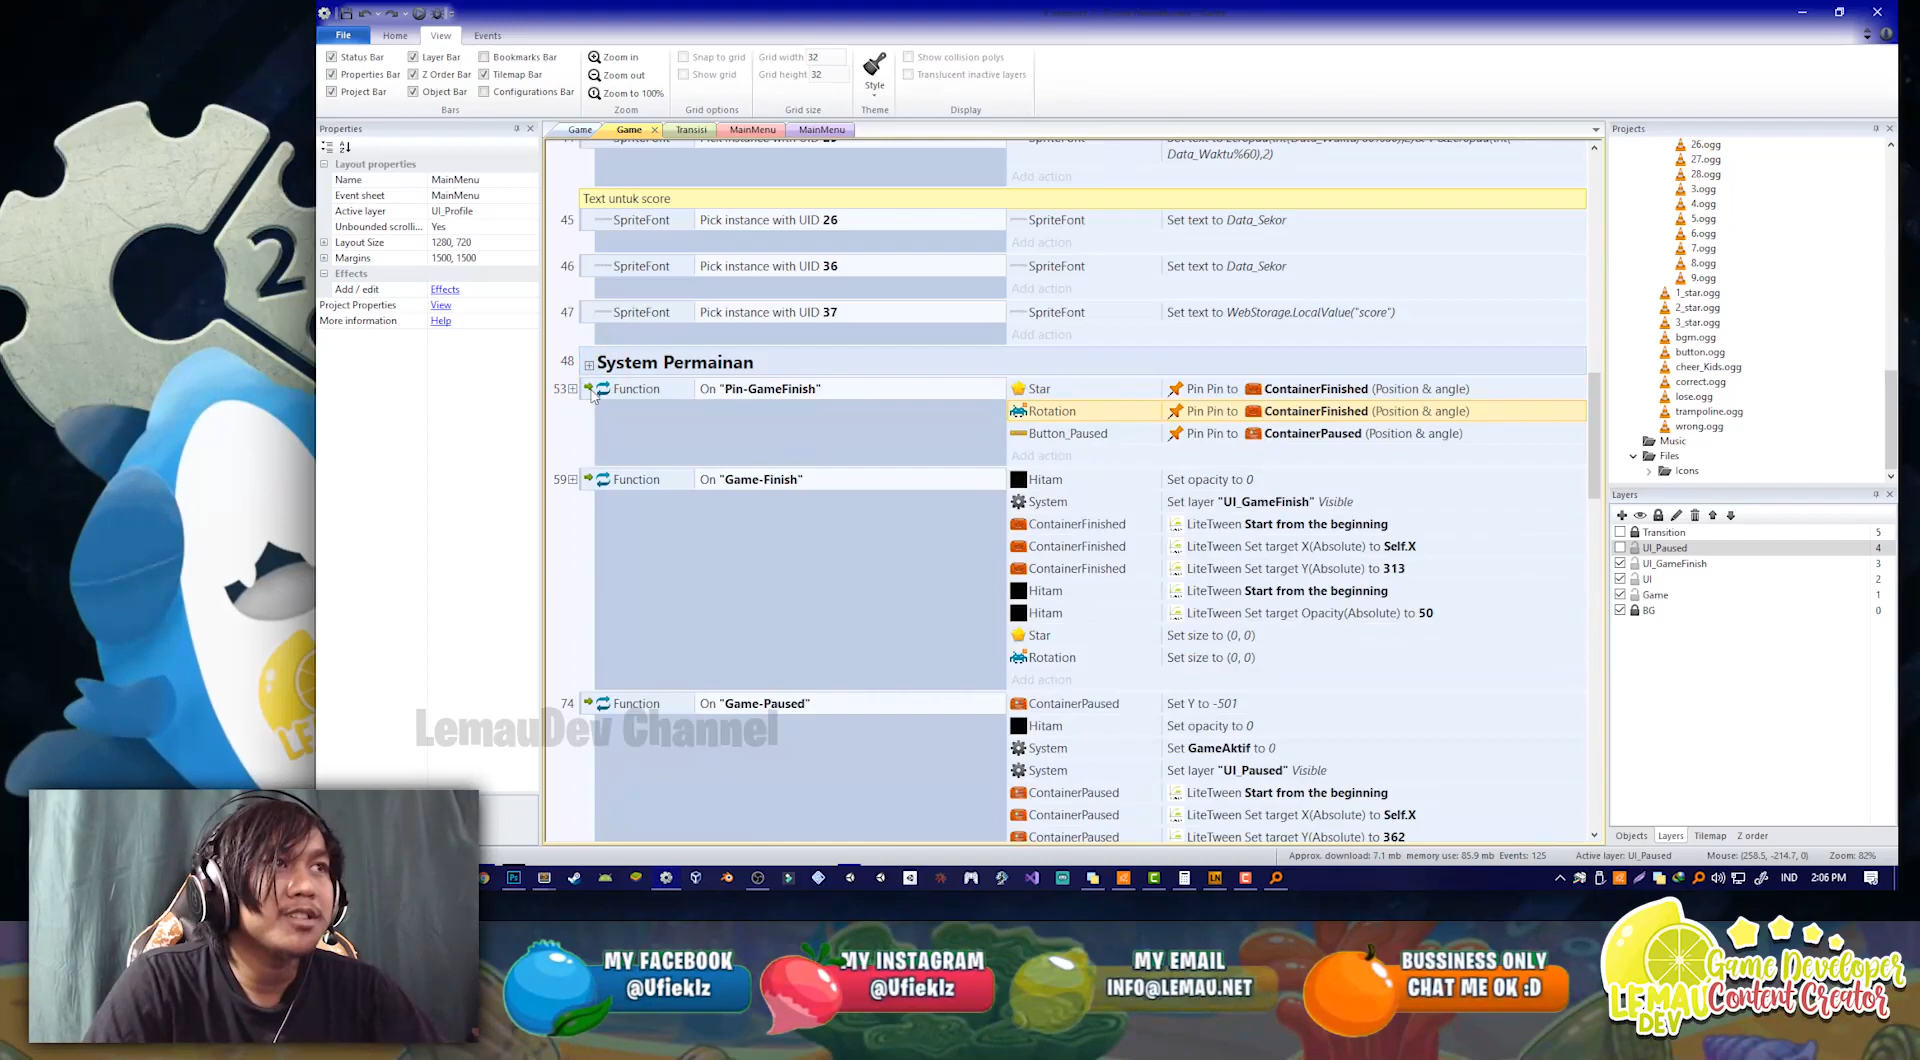 File Home View Events
Status Bar Layer Bar Bookmarks Bar
Properties Bar Z Order Bar Tilemap Bar
Project Bar Object Bar Configurations Bar
Bars
Zoom in
Zoom out
Zoom to 100%
Zoom
Snap to grid
Show grid
Grid options
Grid width 32
Grid height 32
Grid size
Style
Theme
Show collision polys
Translucent inactive layers
Display
Properties
Layout properties
Name MainMenu
Event sheet MainMenu
Active layer UI_Profile
Unbounded scrolli... Yes
Layout Size 1280, 720
Margins 1500, 1500
Effects
Add / edit Effects
Project Properties View
More information Help
Game Game Transisi MainMenu MainMenu
Data_Waktu%60),2)
Add action
Text untuk score
45 SpriteFont Pick instance with UID 26 SpriteFont Set text to Data_Sekor
Add action
46 SpriteFont Pick instance with UID 36 SpriteFont Set text to Data_Sekor
Add action
47 SpriteFont Pick instance with UID 37 SpriteFont Set text to WebStorage.LocalValue("score")
Add action
48 System Permainan
53 Function On "Pin-GameFinish" Star Pin Pin to ContainerFinished (Position & angle)
Rotation Pin Pin to ContainerFinished (Position & angle)
Button_Paused Pin Pin to ContainerPaused (Position & angle)
Add action
59 Function On "Game-Finish" Hitam Set opacity to 0
System Set layer "UI_GameFinish" Visible
ContainerFinished LiteTween Start from the beginning
ContainerFinished LiteTween Set target X(Absolute) to Self.X
ContainerFinished LiteTween Set target Y(Absolute) to 313
Hitam LiteTween Start from the beginning
Hitam LiteTween Set target Opacity(Absolute) to 50
Star Set size to (0, 0)
Rotation Set size to (0, 0)
Add action
74 Function On "Game-Paused" ContainerPaused Set Y to -501
Hitam Set opacity to 0
System Set GameAktif to 0
System Set layer "UI_Paused" Visible
ContainerPaused LiteTween Start from the beginning
ContainerPaused LiteTween Set target X(Absolute) to Self.X
ContainerPaused LiteTween Set target Y(Absolute) to 362
LemauDev Channel
Projects
26.ogg
27.ogg
28.ogg
3.ogg
4.ogg
5.ogg
6.ogg
7.ogg
8.ogg
9.ogg
1_star.ogg
2_star.ogg
3_star.ogg
bgm.ogg
button.ogg
cheer_Kids.ogg
correct.ogg
lose.ogg
trampoline.ogg
wrong.ogg
Music
Files
Icons
Layers
Transition 5
UI_Paused 4
UI_GameFinish 3
UI 2
Game 1
BG 0
Objects Layers Tilemap Z order
Approx. download: 7.1 mb memory use: 85.9 mb Events: 125 Active layer: UI_Paused Mouse: (258.5, -214.7, 0) Zoom: 82%
IND 2:06 PM
2
LEM
MY FACEBOOK
@Ufieklz
MY INSTAGRAM
@Ufieklz
MY EMAIL
INFO@LEMAU.NET
BUSSINESS ONLY
CHAT ME OK :D
LEMAU
DEV
Game Developer
Content Creator